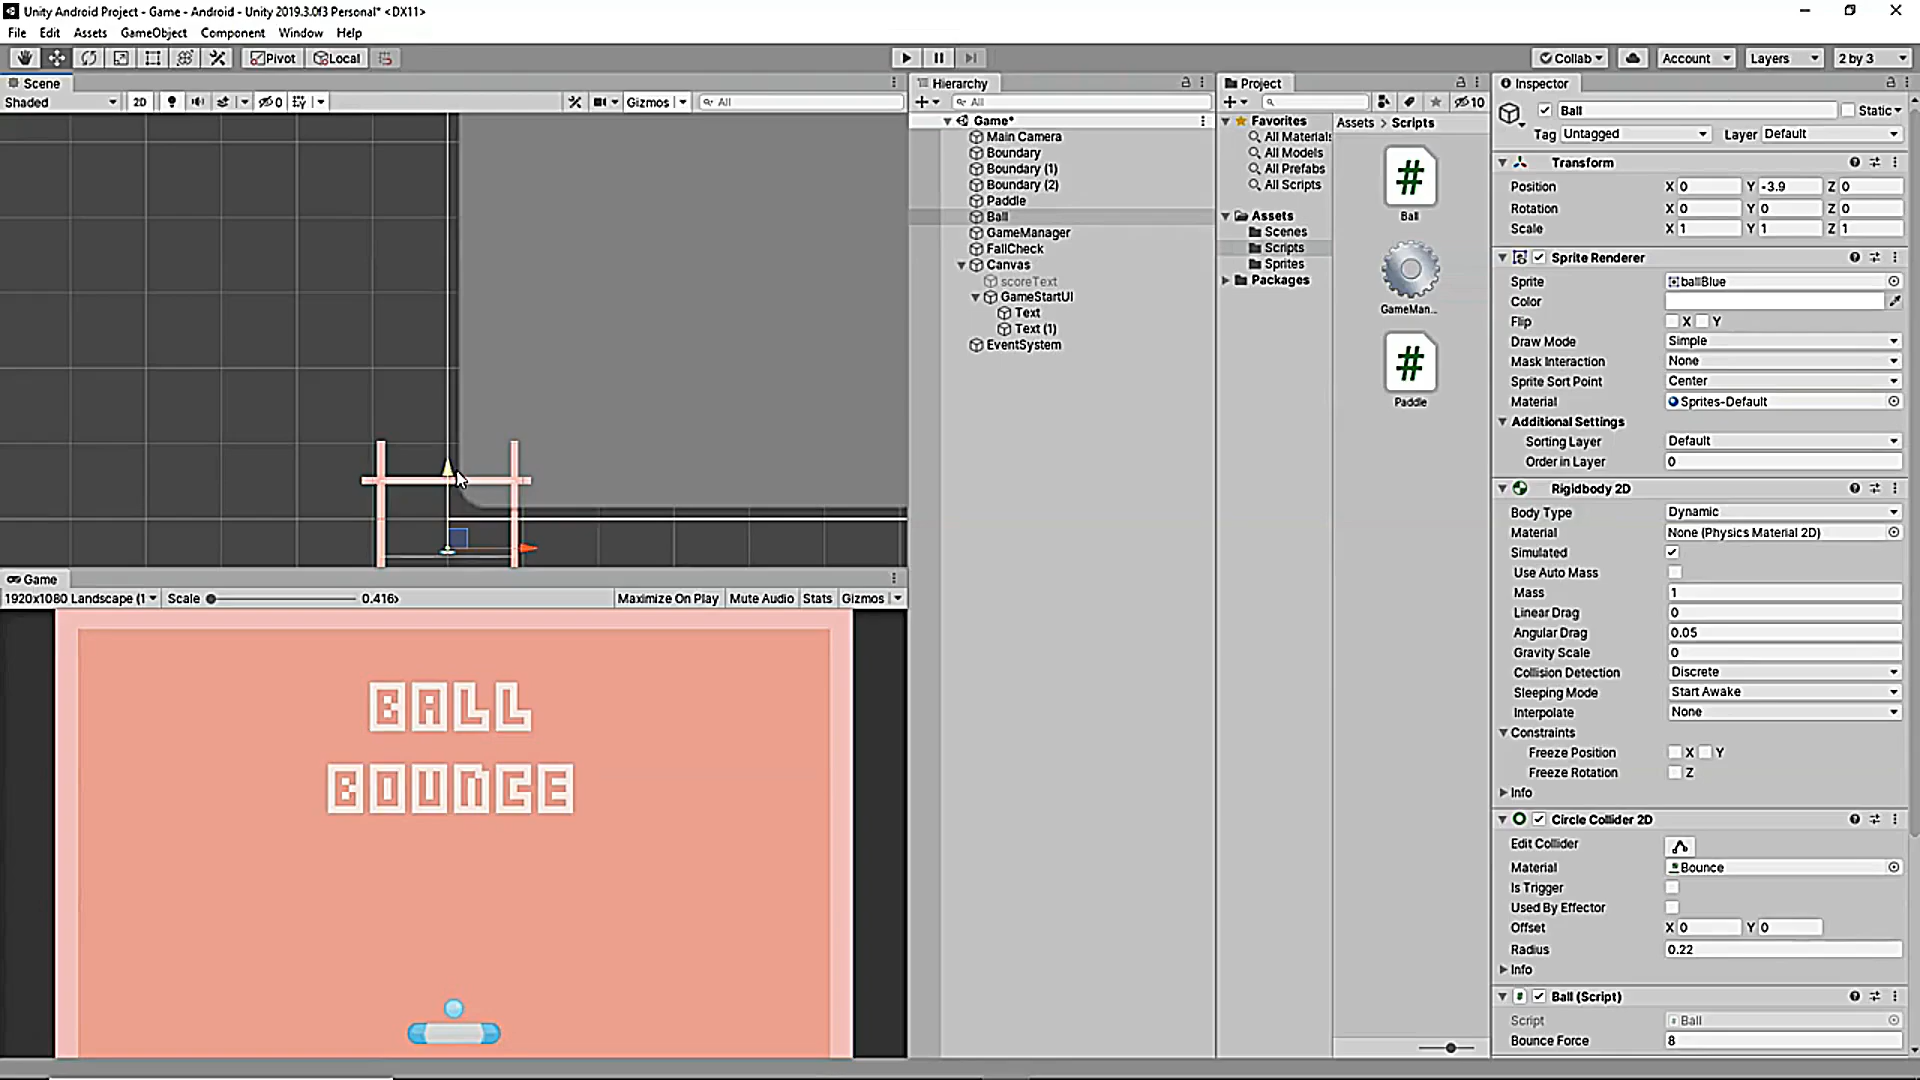 Unity Android Project - Game - Android - Unity 2019.3.0f3 Personal* <DX11>
File Edit Assets GameObject Component Window Help
Pivot Local
Collab Account Layers 2 by 3
Scene
Shaded 2D 0 Gizmos All
Hierarchy
All
Game*
Main Camera
Boundary
Boundary (1)
Boundary (2)
Paddle
Ball
GameManager
FallCheck
Canvas
scoreText
GameStartUI
Text
Text (1)
EventSystem
Project
10
Favorites
All Materials
All Models
All Prefabs
All Scripts
Assets
Scenes
Scripts
Sprites
Packages
Assets > Scripts
Ball
GameMan...
Paddle
Inspector
Ball Static
Tag Untagged Layer Default
Transform
Position X 0 Y -3.9 Z 0
Rotation X 0 Y 0 Z 0
Scale X 1 Y 1 Z 1
Sprite Renderer
Sprite ballBlue
Color
Flip X Y
Draw Mode Simple
Mask Interaction None
Sprite Sort Point Center
Material Sprites-Default
Additional Settings
Sorting Layer Default
Order in Layer 0
Rigidbody 2D
Body Type Dynamic
Material None (Physics Material 2D)
Simulated
Use Auto Mass
Mass 1
Linear Drag 0
Angular Drag 0.05
Gravity Scale 0
Collision Detection Discrete
Sleeping Mode Start Awake
Interpolate None
Constraints
Freeze Position X Y
Freeze Rotation Z
Info
Circle Collider 2D
Edit Collider
Material Bounce
Is Trigger
Used By Effector
Offset X 0 Y 0
Radius 0.22
Info
Ball (Script)
Script Ball
Bounce Force 8
Game
1920x1080 Landscape (1 Scale 0.416x Maximize On Play Mute Audio Stats Gizmos
BALL
BOUNCE